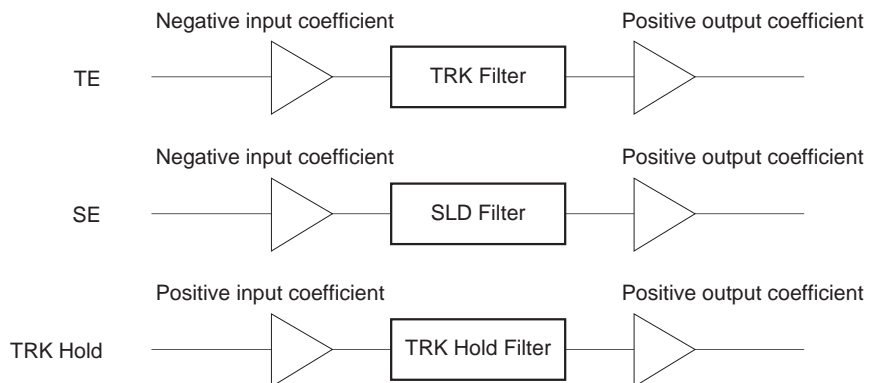 Negative input coefficient
Positive output coefficient
TE
TRK Filter
Negative input coefficient
Positive output coefficient
SE
SLD Filter
Positive input coefficient
Positive output coefficient
TRK Hold
TRK Hold Filter